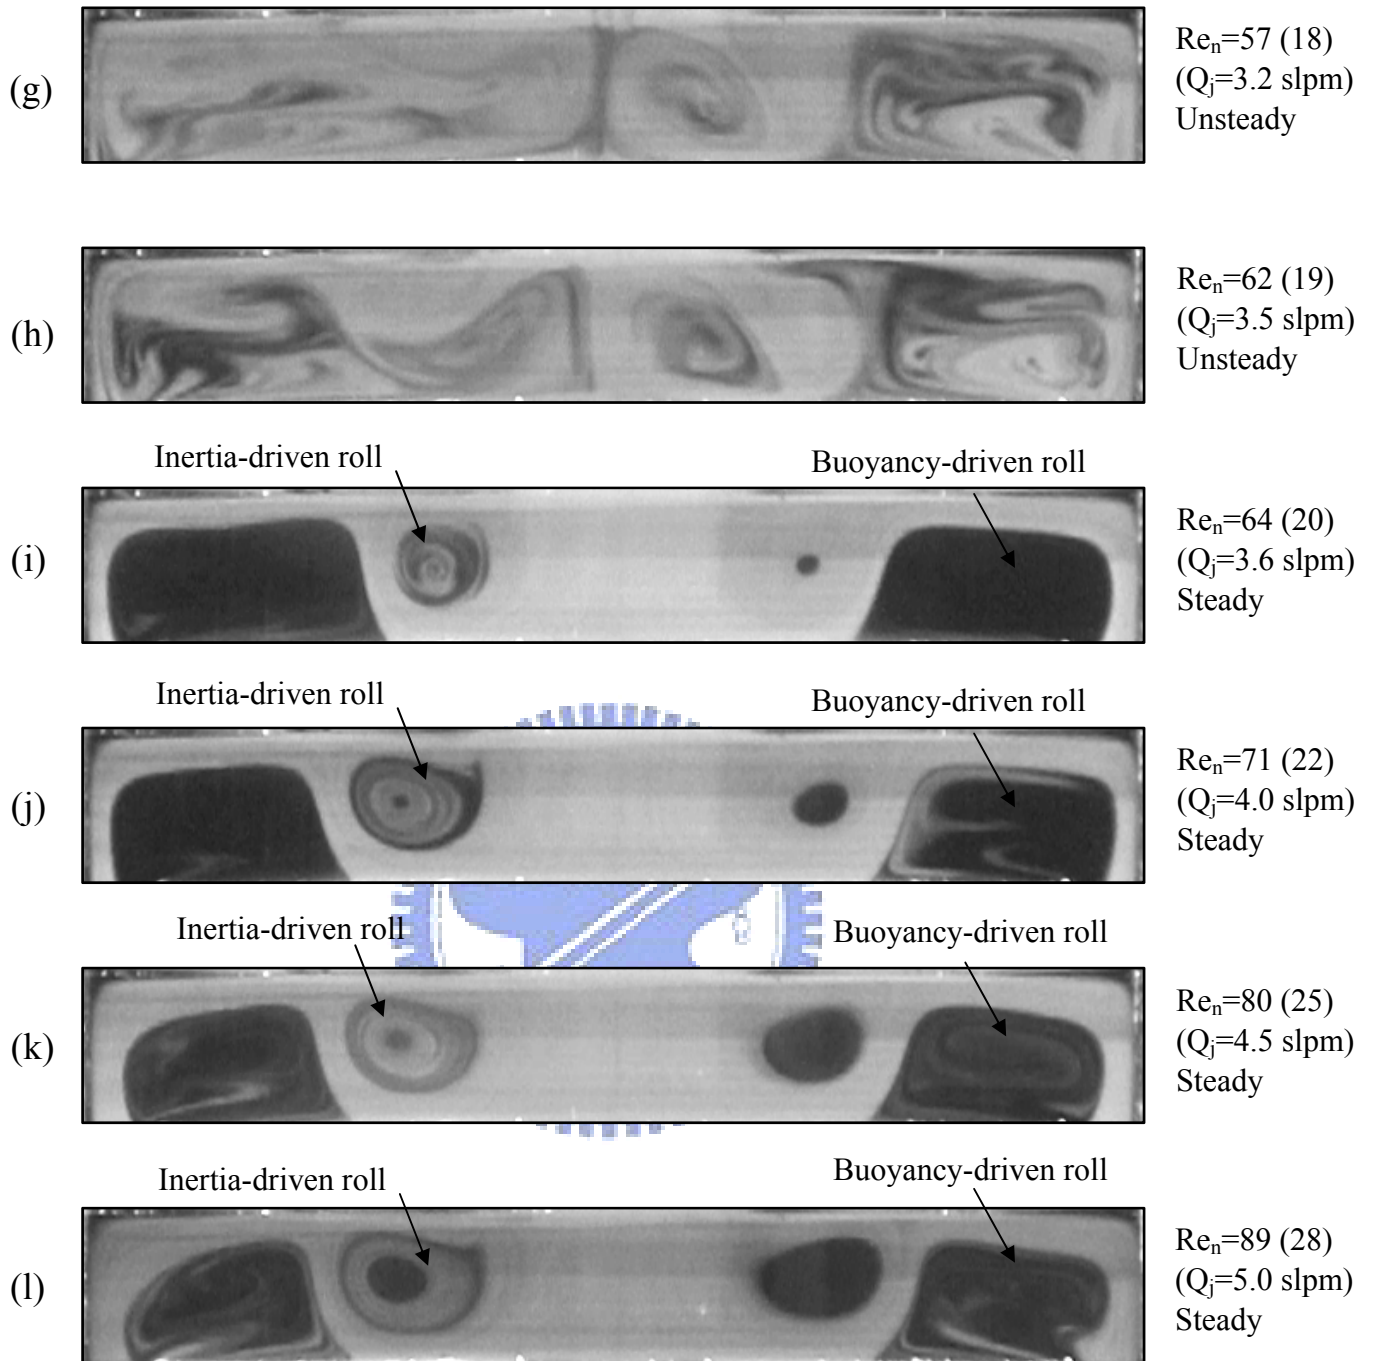 (g)
Reₙ=57 (18)
(Qⱼ=3.2 slpm)
Unsteady
(h)
Reₙ=62 (19)
(Qⱼ=3.5 slpm)
Unsteady
Inertia-driven roll
Buoyancy-driven roll
(i)
Reₙ=64 (20)
(Qⱼ=3.6 slpm)
Steady
Inertia-driven roll
Buoyancy-driven roll
(j)
Reₙ=71 (22)
(Qⱼ=4.0 slpm)
Steady
Inertia-driven roll
Buoyancy-driven roll
(k)
Reₙ=80 (25)
(Qⱼ=4.5 slpm)
Steady
Inertia-driven roll
Buoyancy-driven roll
(l)
Reₙ=89 (28)
(Qⱼ=5.0 slpm)
Steady